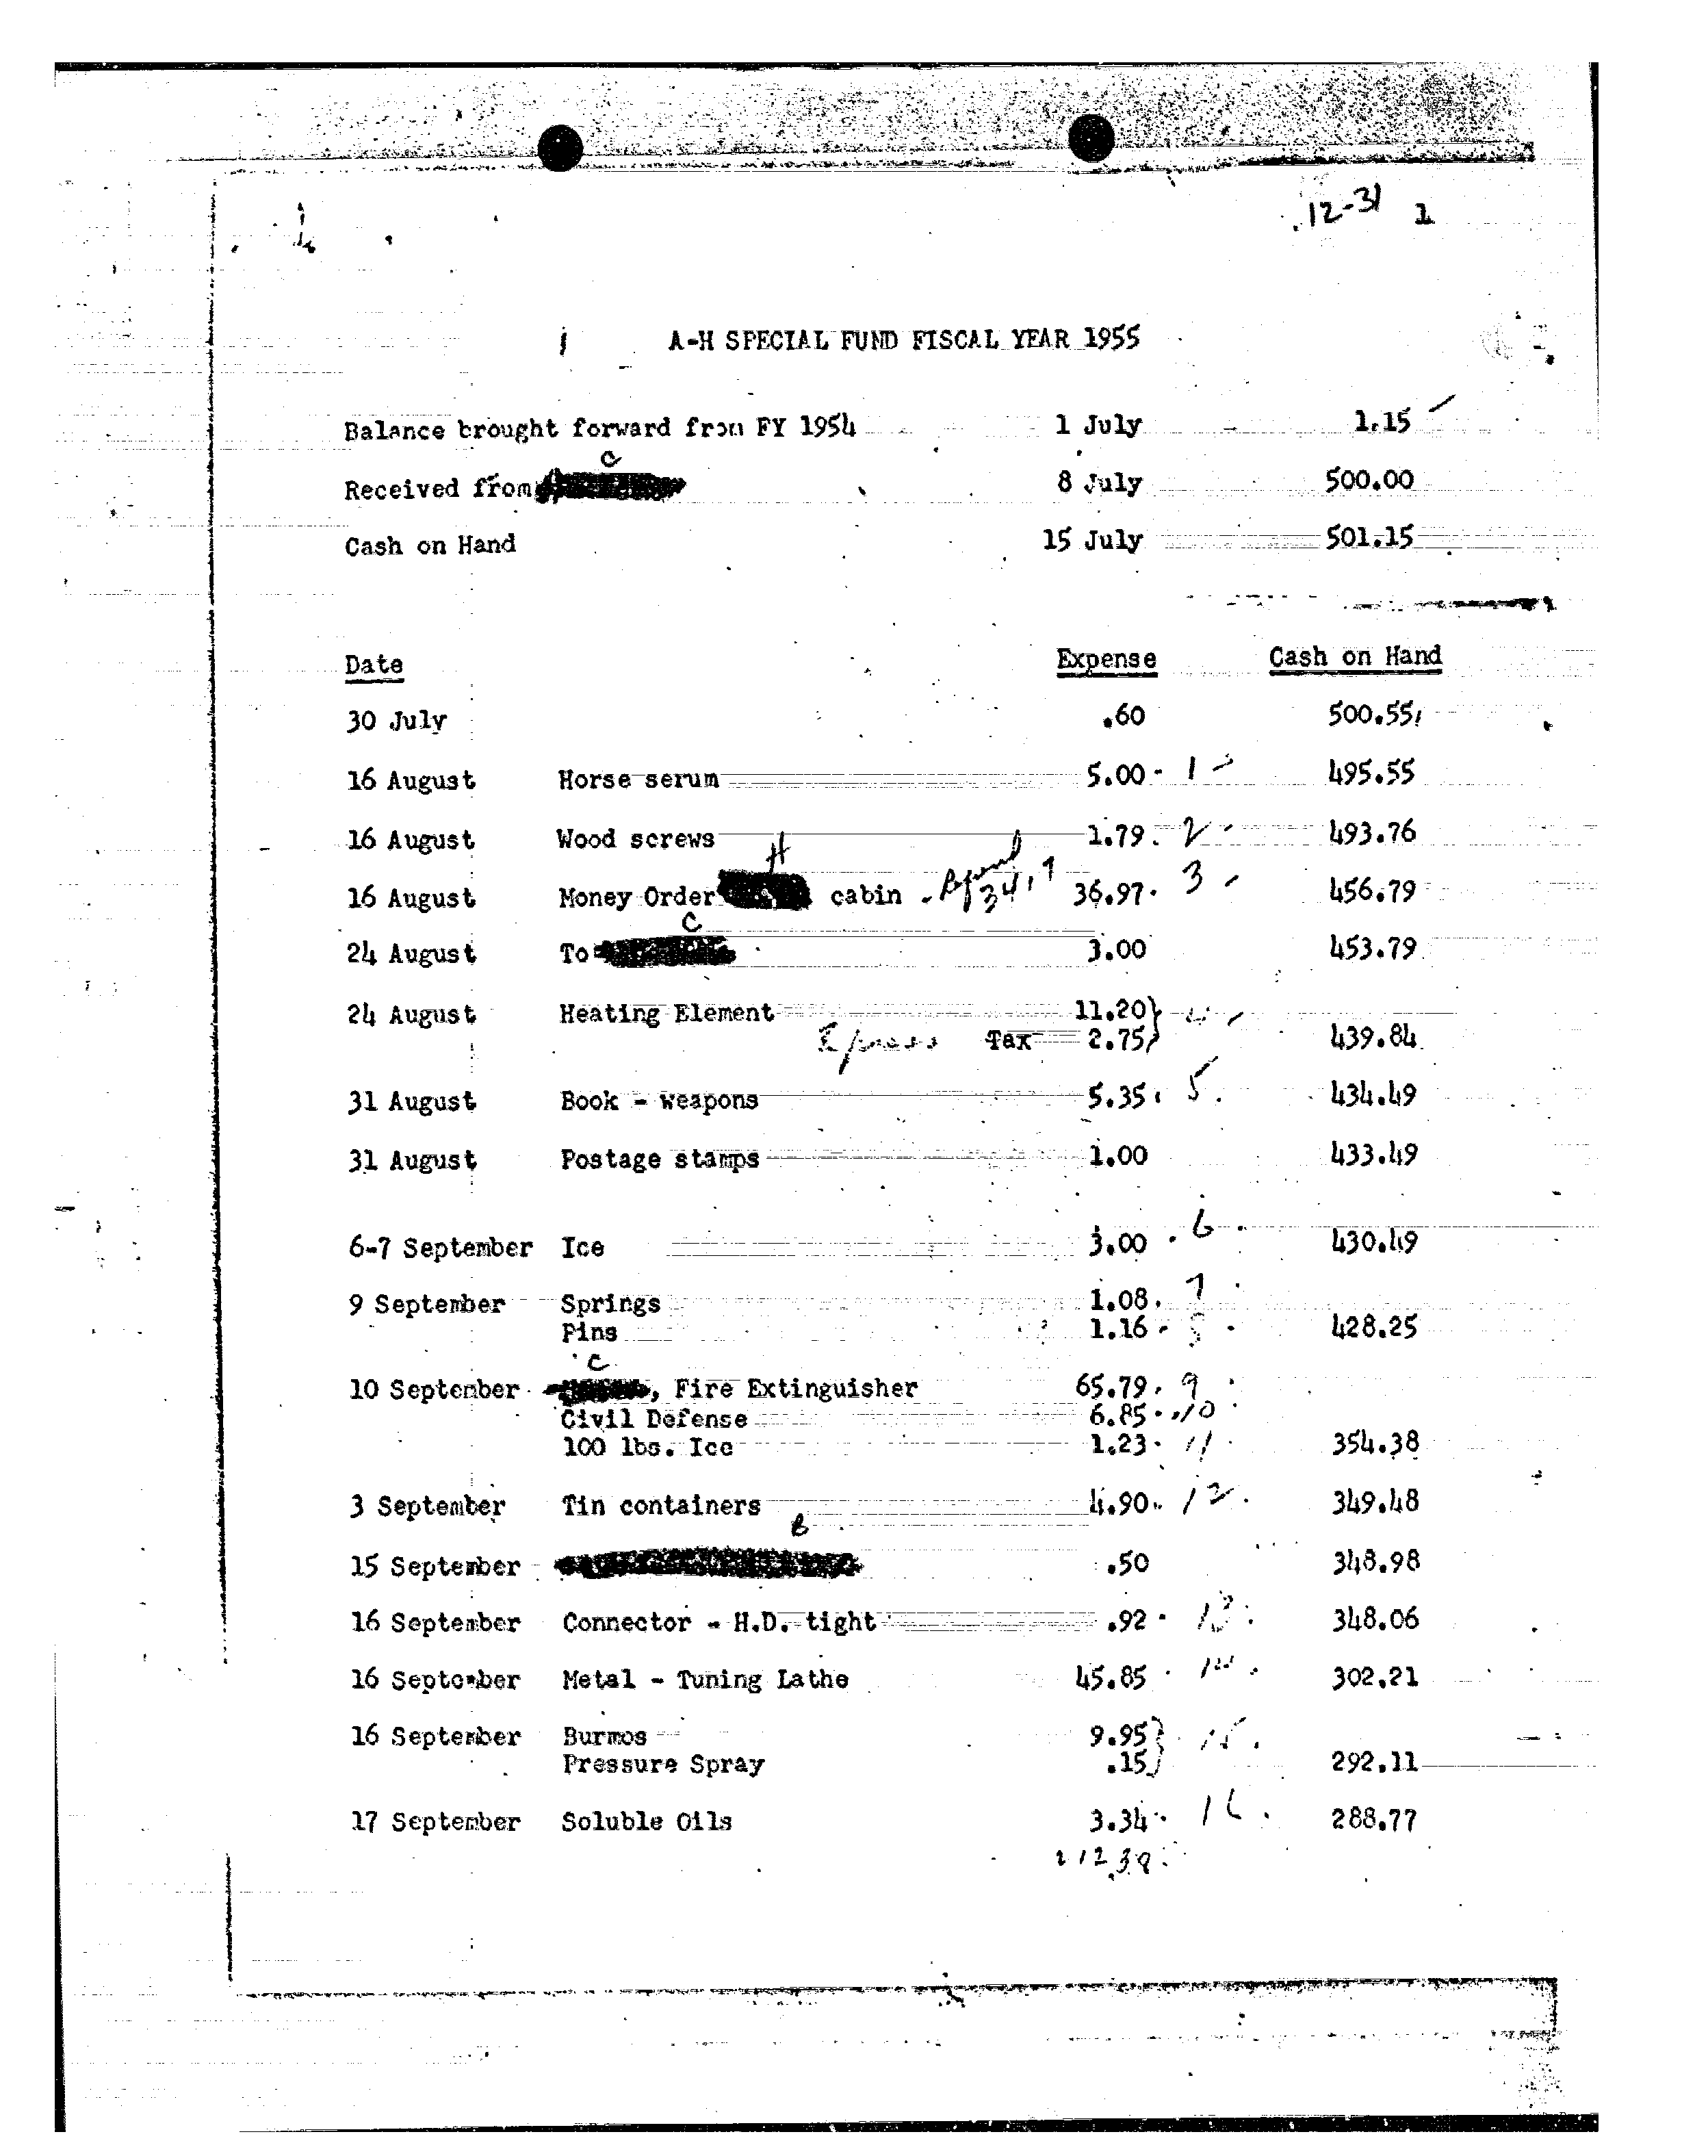 12-31 1
A-H SPECIAL FUND FISCAL YEAR 1955
Balance brought forward from FY 1954 1 July 1.15
C
Received from 8 July 500.00
Cash on Hand 15 July 501.15
Date Expense Cash on Hand
30 July .60 500.55
16 August Horse serum 5.00 - 1 495.55
16 August Wood screws 1.79 . 2 493.76
H
16 August Money Order cabin - 36.97 . 3 456.79
C
24 August To 3.00 453.79
24 August Heating Element 11.20} 4
Tax 2.75} 439.84
31 August Book - weapons 5.35 . 5 . 434.49
31 August Postage stamps 1.00 433.49
6-7 September Ice 3.00 . 6 . 430.49
9 September Springs 1.08 . 7 .
Pins 1.16 . 8 . 428.25
C
10 September , Fire Extinguisher 65.79 . 9 .
Civil Defense 6.85 . 10 .
100 lbs. Ice 1.23 . 11 . 354.38
3 September Tin containers 4.90 . 12 . 349.48
B
15 September .50 348.98
16 September Connector - H.D. tight .92 . 13 . 348.06
16 September Metal - Tuning Lathe 45.85 . 14 . 302.21
16 September Burmos 9.95} . 15 .
Pressure Spray .15} 292.11
17 September Soluble Oils 3.34 . 16 . 288.77
212.38